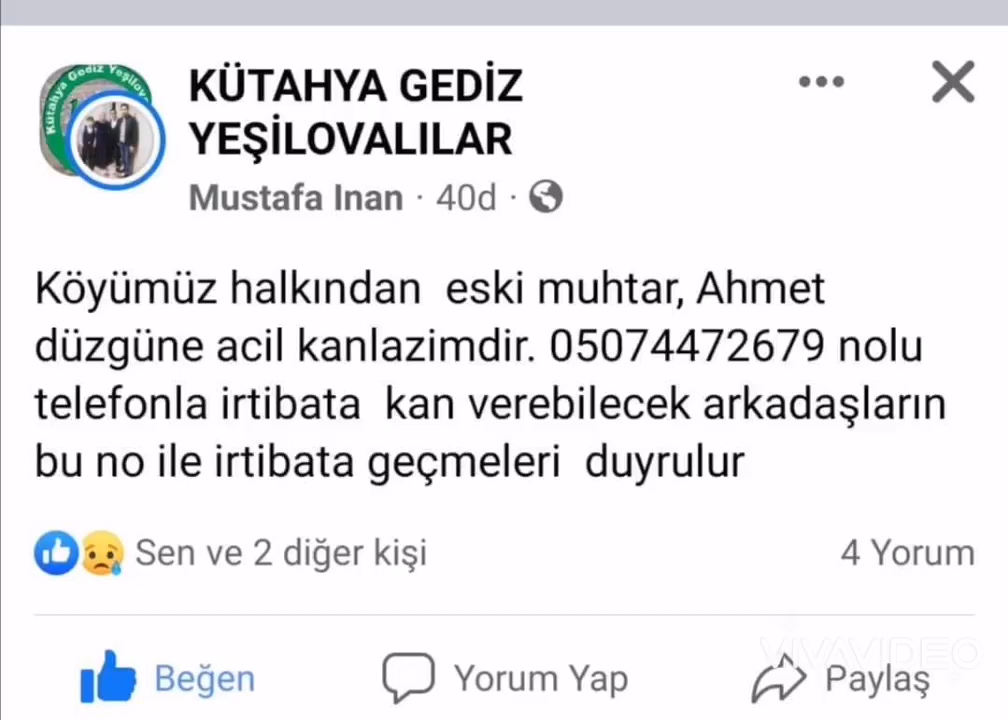 Kütahya Gediz Yeşilova
KÜTAHYA GEDİZ
YEŞİLOVALILAR
Mustafa Inan · 40d ·
Köyümüz halkından eski muhtar, Ahmet
düzgüne acil kanlazimdir. 05074472679 nolu
telefonla irtibata kan verebilecek arkadaşların
bu no ile irtibata geçmeleri duyrulur
Sen ve 2 diğer kişi 4 Yorum
VIVAVIDEO
Beğen Yorum Yap Paylaş